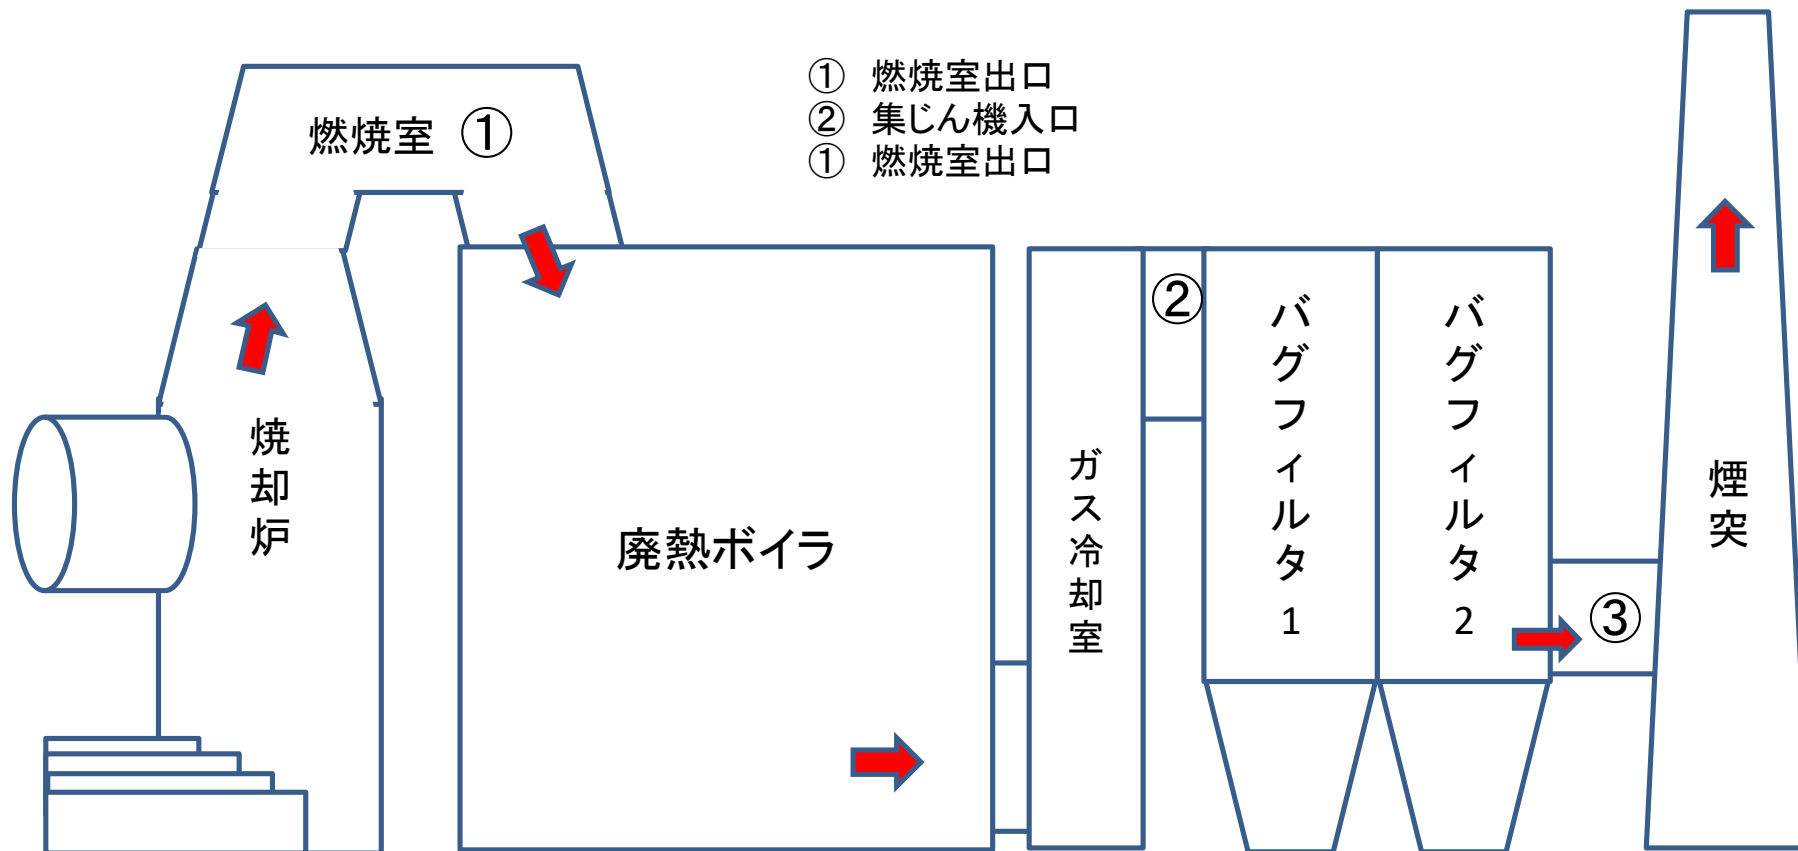 ① 燃焼室出口
② 集じん機入口
① 燃焼室出口
燃焼室 ①
焼却炉
廃熱ボイラ
ガス冷却室
②
バグフィルタ1
バグフィルタ2
③
煙突